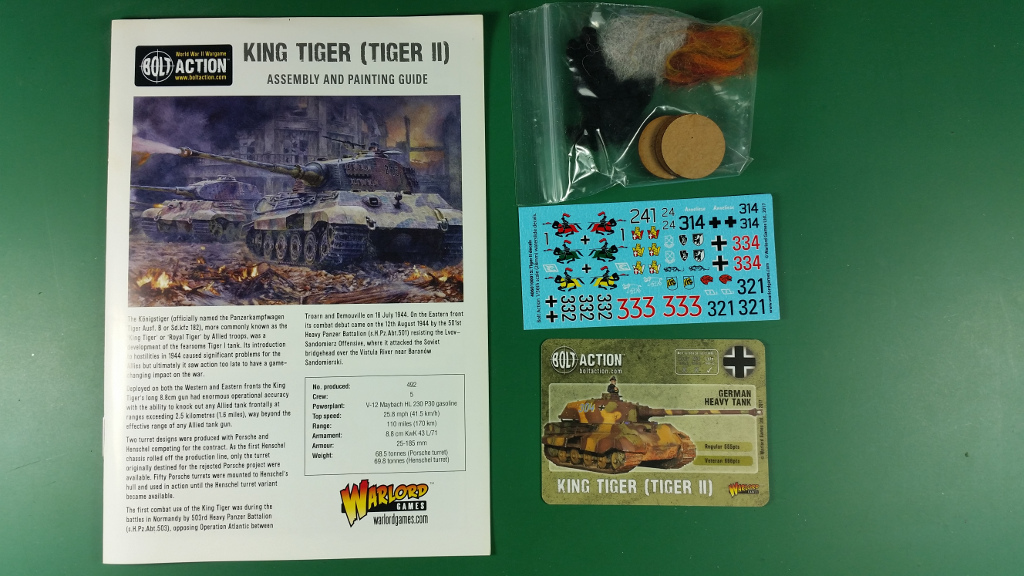 World War II Wargame
BOLT ACTION
www.boltaction.com
KING TIGER (TIGER II)
ASSEMBLY AND PAINTING GUIDE
The Königstiger (officially named the Panzerkampfwagen
Tiger Ausf. B or Sd.kfz 182), more commonly known as the
'King Tiger' or 'Royal Tiger' by Allied troops, was a
development of the fearsome Tiger I tank. Its introduction
to hostilities in 1944 caused significant problems for the
Allies but ultimately it saw action too late to have a game-
changing impact on the war.
Deployed on both the Western and Eastern fronts the King
Tiger's long 8.8cm gun had enormous operational accuracy
with the ability to knock out any Allied tank frontally at
ranges exceeding 2.5 kilometres (1.6 miles), way beyond the
effective range of any Allied tank gun.
Two turret designs were produced with Porsche and
Henschel competing for the contract. As the first Henschel
chassis rolled off the production line, only the turret
originally destined for the rejected Porsche project were
available. Fifty Porsche turrets were mounted to Henschel's
hull end used in action until the Henschel turret variant
became available.
The first combat use of the King Tiger was during the
battles in Normandy by 503rd Heavy Panzer Battalion
(s.H.Pz.Abt.503), opposing Operation Atlantic between
Troarn and Demouville on 18 July 1944. On the Eastern front
its combat debut came on the 12th August 1944 by the 501st
Heavy Panzer Battalion (s.H.Pz.Abt.501) resisting the Lvov-
Sandomierz Offensive, where it attacked the Soviet
bridgehead over the Vistula River near Baranów
Sandomierski.
No. produced: 492
Crew: 5
Powerplant: V-12 Maybach HL 230 P30 gasoline
Top speed: 25.8 mph (41.5 km/h)
Range: 110 miles (170 km)
Armament: 8.8 cm KwK 43 L/71
Armour: 25-185 mm
Weight: 68.5 tonnes (Porsche turret)
69.8 tonnes (Henschel turret)
WARLORD
GAMES
warlordgames.com
241 24 314 314
1 1 24 314
334
334
332 332 332 333 333 321 321
321
© Warlord Games Ltd, 2017
www.warlordgames.com
BOLT ACTION
boltaction.com
GERMAN
HEAVY TANK
KING TIGER (TIGER II)
WARLORD
GAMES